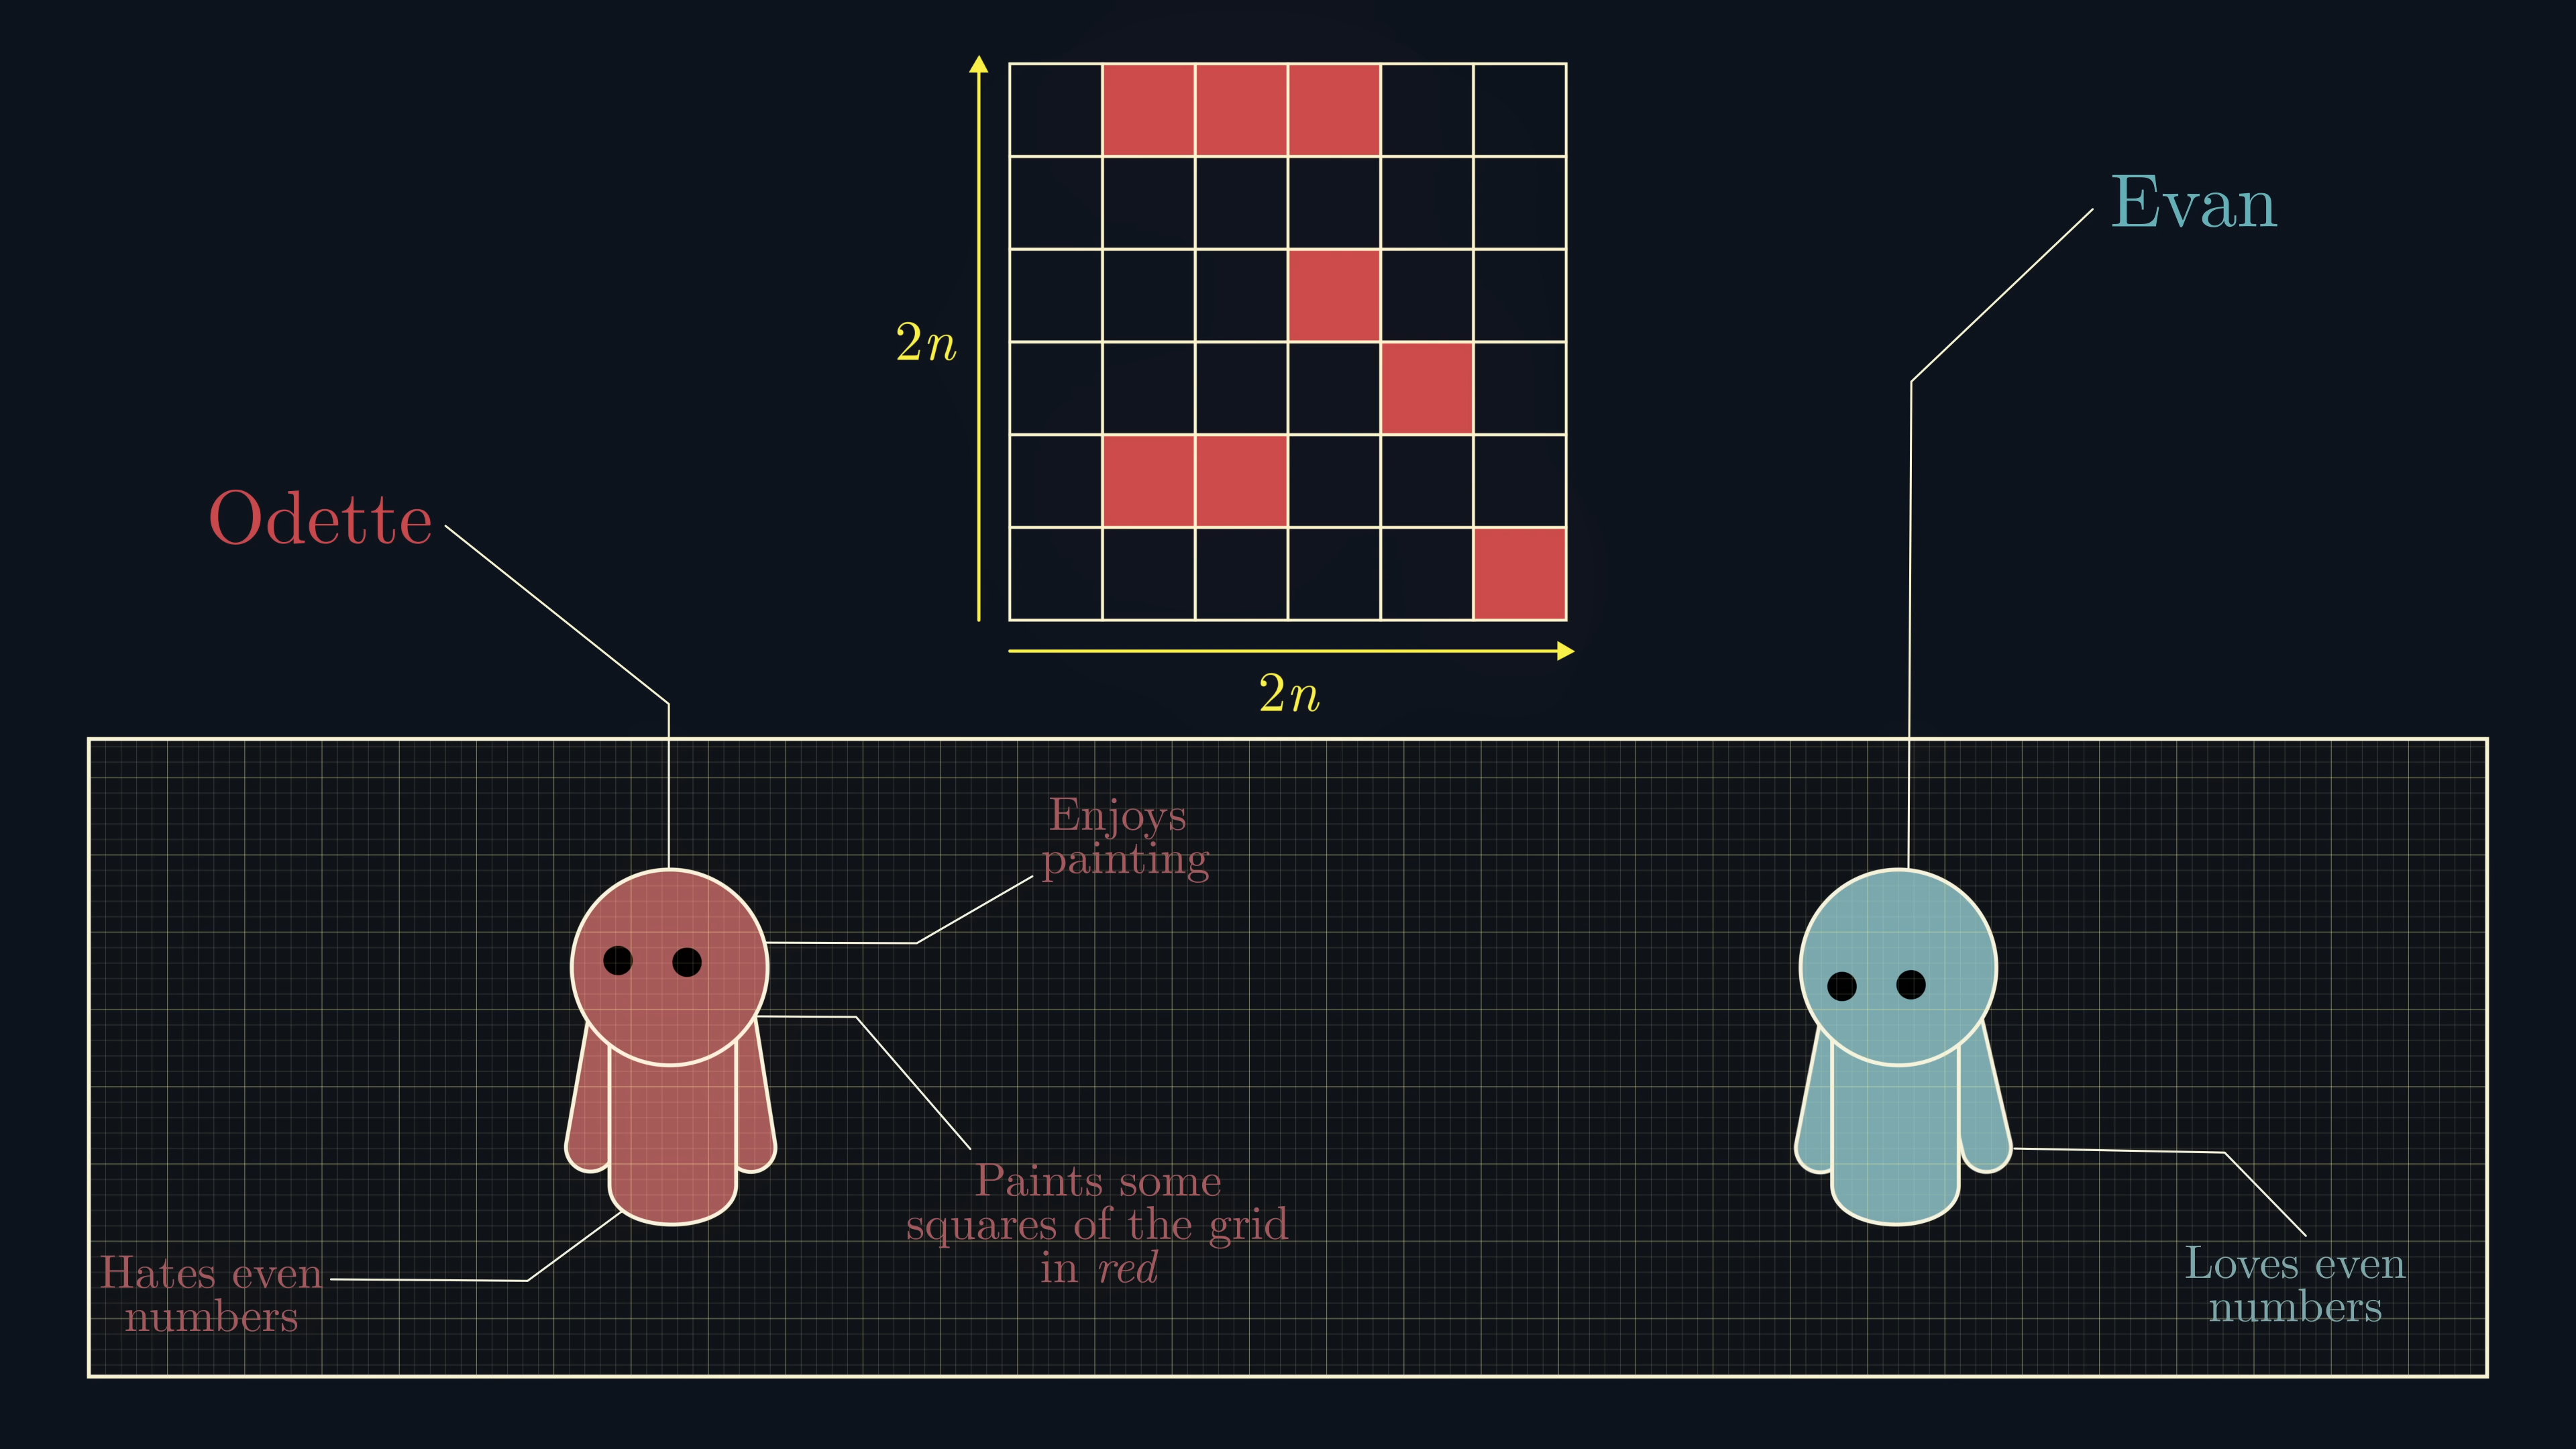 Evan
2n
Odette
2n
Enjoys
painting
Paints some
squares of the grid
in red
Hates even
numbers
Loves even
numbers